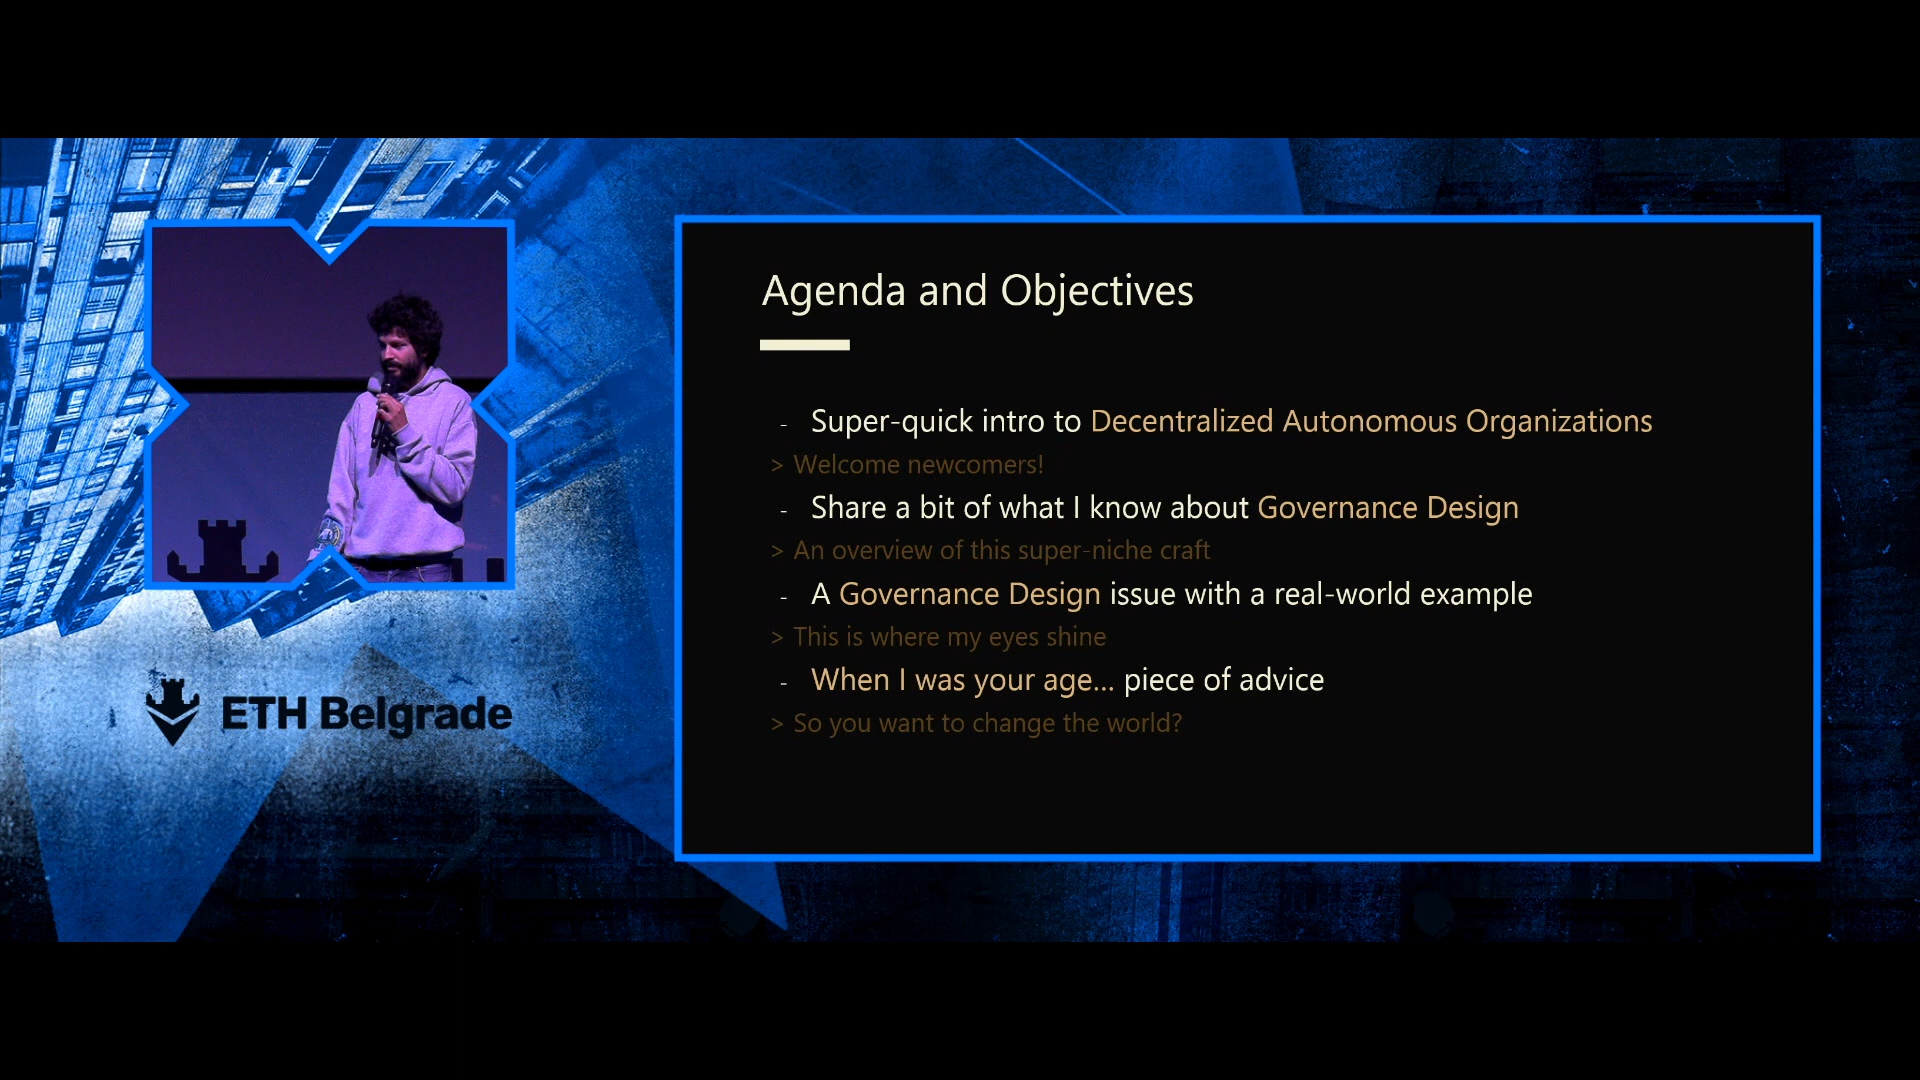 Agenda and Objectives
- Super-quick intro to Decentralized Autonomous Organizations
> Welcome newcomers!
- Share a bit of what I know about Governance Design
> An overview of this super-niche craft
- A Governance Design issue with a real-world example
> This is where my eyes shine
- When I was your age... piece of advice
> So you want to change the world?
ETH Belgrade